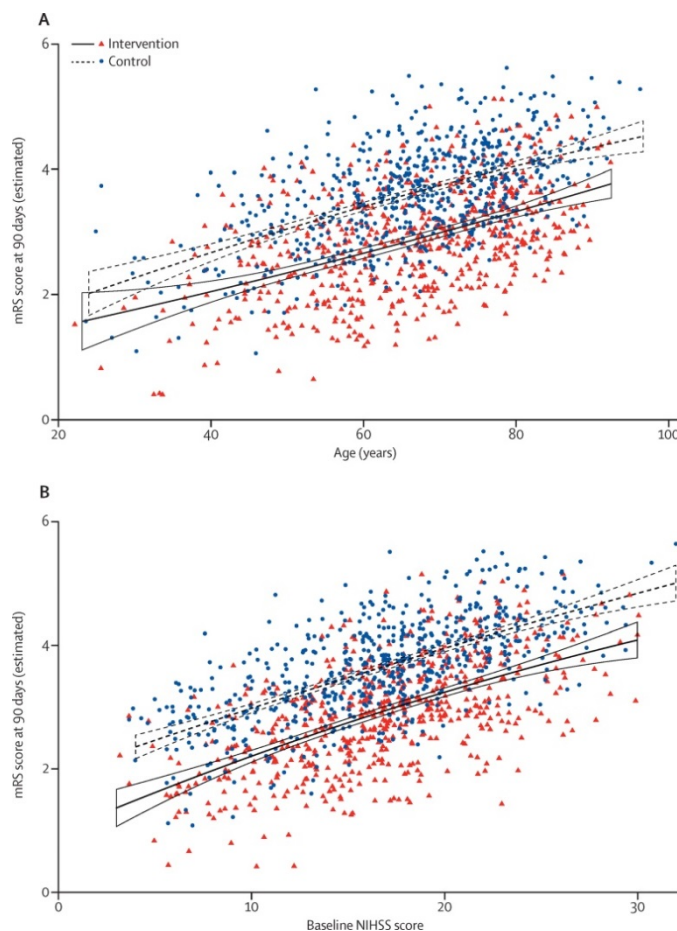 A
6
Intervention
Control
4
mRS score at 90 days (estimated)
2
0
20
40
60
80
100
Age (years)
B
6
4
mRS score at 90 days (estimated)
2
0
0
10
20
30
Baseline NIHSS score